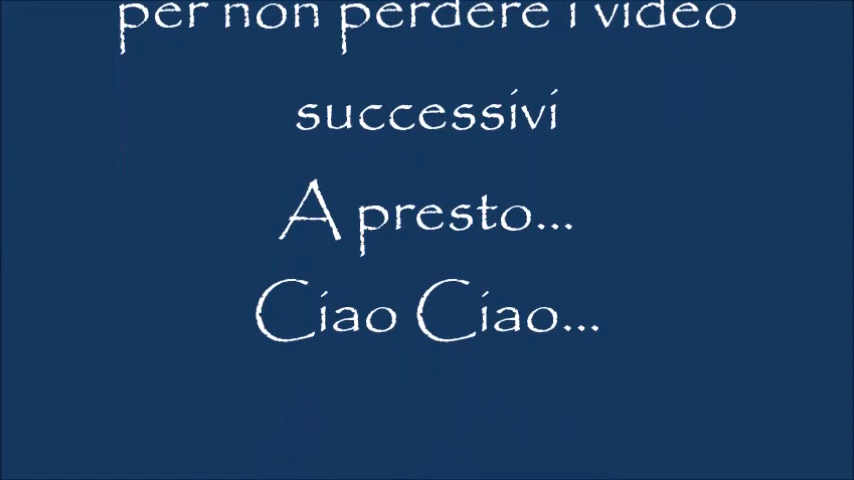 per non perdere i video
successivi
A presto...
Ciao Ciao...